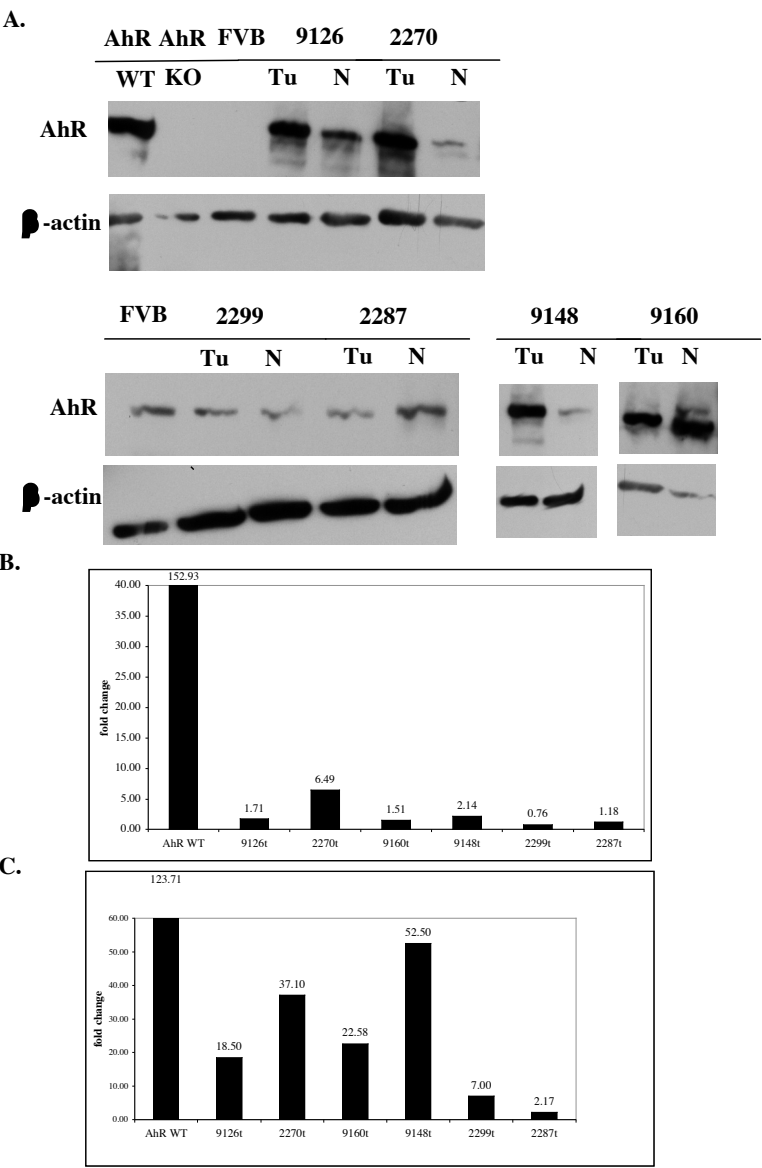 A.
AhR AhR FVB 9126 2270
WT KO Tu N Tu N
AhR
β-actin
FVB 2299 2287 9148 9160
Tu N Tu N Tu N Tu N
AhR
β-actin
B.
152.93
40.00
35.00
30.00
25.00
20.00
15.00
10.00
5.00
0.00
fold change
1.71
6.49
1.51
2.14
0.76
1.18
AhR WT 9126t 2270t 9160t 9148t 2299t 2287t
C.
123.71
60.00
50.00
40.00
30.00
20.00
10.00
0.00
fold change
18.50
37.10
22.58
52.50
7.00
2.17
AhR WT 9126t 2270t 9160t 9148t 2299t 2287t